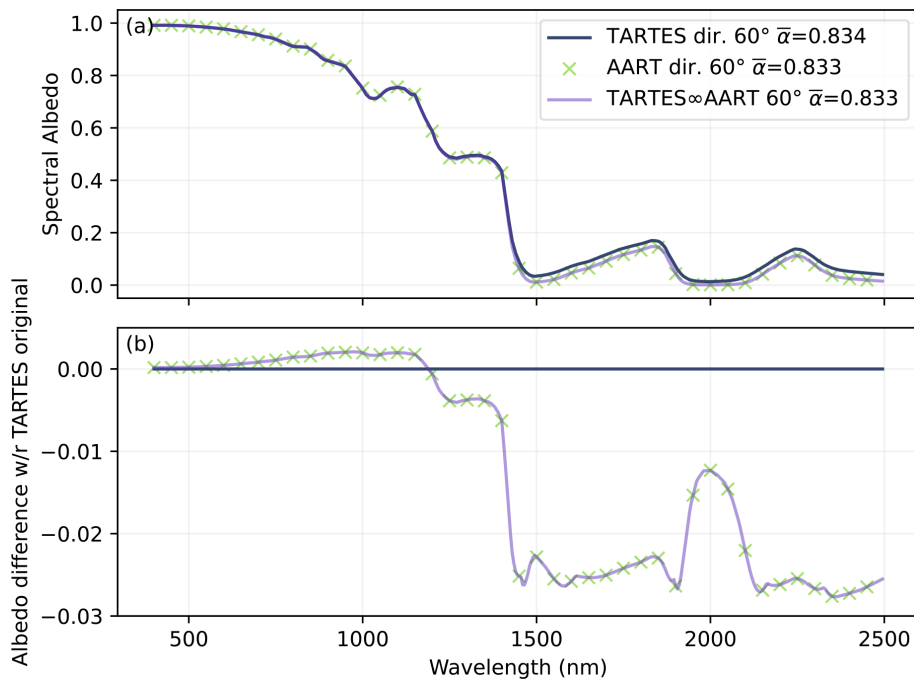 (a)
1.0
0.8
0.6
0.4
0.2
0.0
Spectral Albedo
TARTES dir. 60° α̅=0.834
AART dir. 60° α̅=0.833
TARTES∞AART 60° α̅=0.833
(b)
0.00
−0.01
−0.02
−0.03
Albedo difference w/r TARTES original
500 1000 1500 2000 2500
Wavelength (nm)